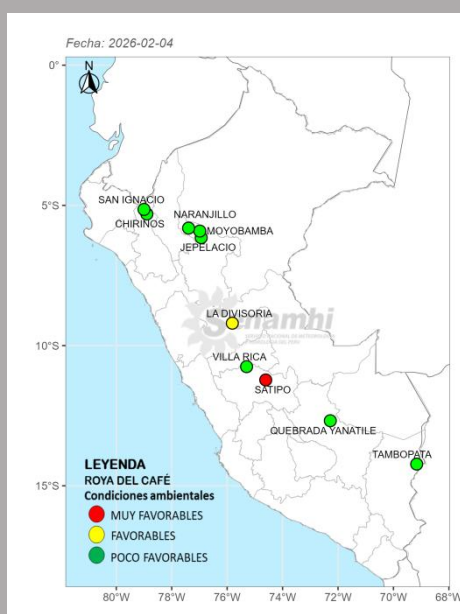 Fecha: 2026-02-04
N
0°
5°S
10°S
15°S
SAN IGNACIO
CHIRINOS
NARANJILLO
MOYOBAMBA
JEPELACIO
LA DIVISORIA
Senamhi
VILLA RICA
SATIPO
QUEBRADA YANATILE
TAMBOPATA
LEYENDA
ROYA DEL CAFÉ
Condiciones ambientales
MUY FAVORABLES
FAVORABLES
POCO FAVORABLES
80°W 78°W 76°W 74°W 72°W 70°W 68°W